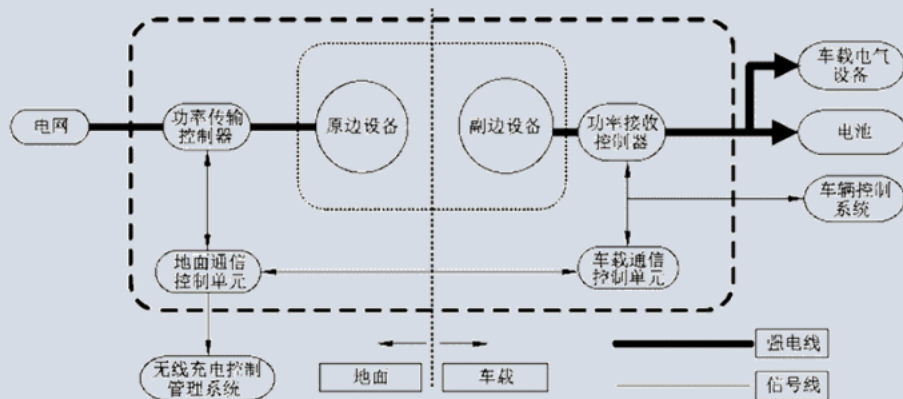 车载电气
设备
电网
功率传输
控制器
原边设备
副边设备
功率接收
控制器
电池
车辆控制
系统
地面通信
控制单元
车载通信
控制单元
无线充电控制
管理系统
地面
车载
强电线
信号线